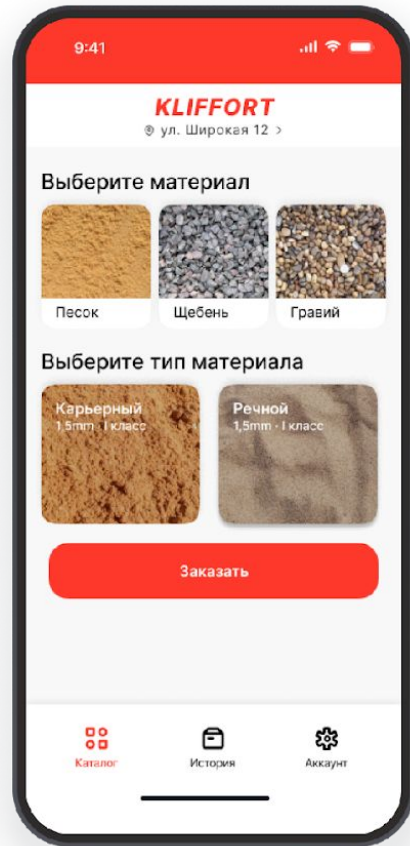 9:41
KLIFFORT
ул. Широкая 12 >
Выберите материал
Песок
Щебень
Гравий
Выберите тип материала
Карьерный
1,5mm · I класс
Речной
1,5mm · I класс
Заказать
Каталог
История
Аккаунт